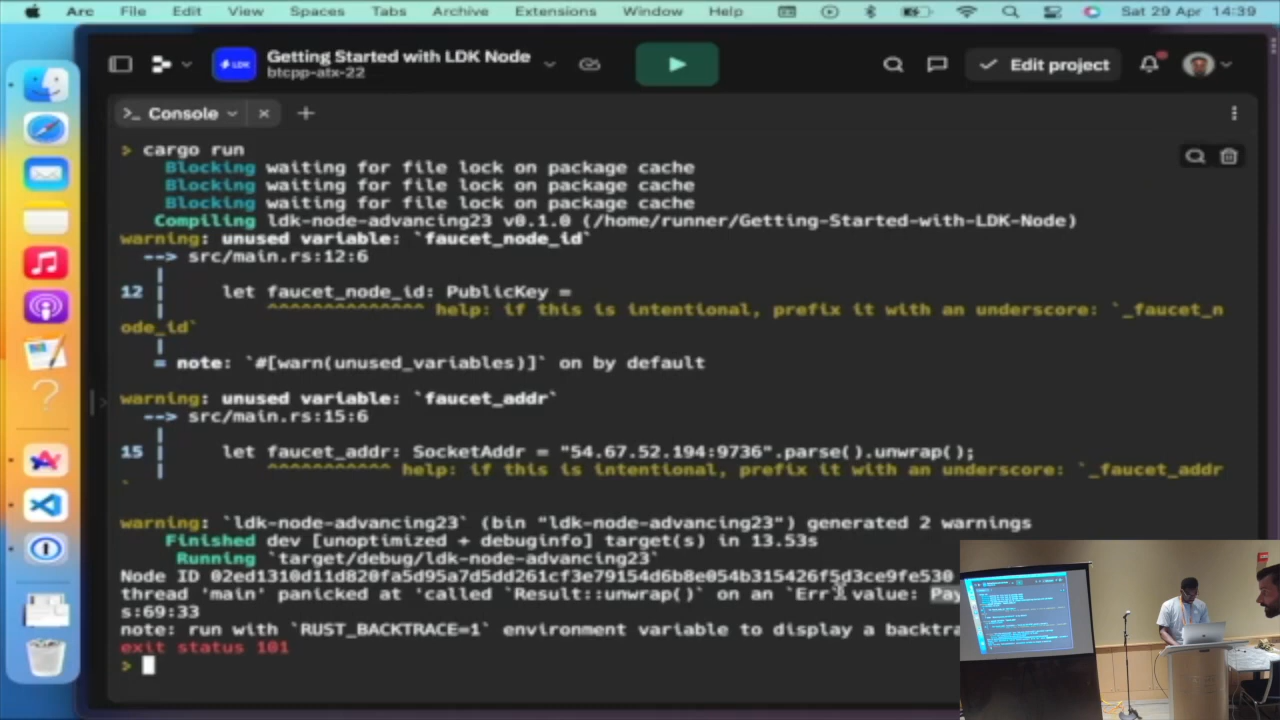 Arc File Edit View Spaces Tabs Archive Extensions Window Help Sat 29 Apr 14:39
LDK Getting Started with LDK Node
btcpp-atx-22
Edit project
>_ Console
> cargo run
Blocking waiting for file lock on package cache
Blocking waiting for file lock on package cache
Blocking waiting for file lock on package cache
Compiling ldk-node-advancing23 v0.1.0 (/home/runner/Getting-Started-with-LDK-Node)
warning: unused variable: `faucet_node_id`
--> src/main.rs:12:6
|
12 | let faucet_node_id: PublicKey =
| ^^^^^^^^^^^^^^ help: if this is intentional, prefix it with an underscore: `_faucet_n
ode_id`
|
= note: `#[warn(unused_variables)]` on by default
warning: unused variable: `faucet_addr`
--> src/main.rs:15:6
|
15 | let faucet_addr: SocketAddr = "54.67.52.194:9736".parse().unwrap();
| ^^^^^^^^^^^ help: if this is intentional, prefix it with an underscore: `_faucet_addr
`
warning: `ldk-node-advancing23` (bin "ldk-node-advancing23") generated 2 warnings
Finished dev [unoptimized + debuginfo] target(s) in 13.53s
Running `target/debug/ldk-node-advancing23`
Node ID 02ed1310d11d820fa5d95a7d5dd261cf3e79154d6b8e054b315426f5d3ce9fe530
thread 'main' panicked at 'called `Result::unwrap()` on an `Err` value: Pay
s:69:33
note: run with `RUST_BACKTRACE=1` environment variable to display a backtra
exit status 101
>